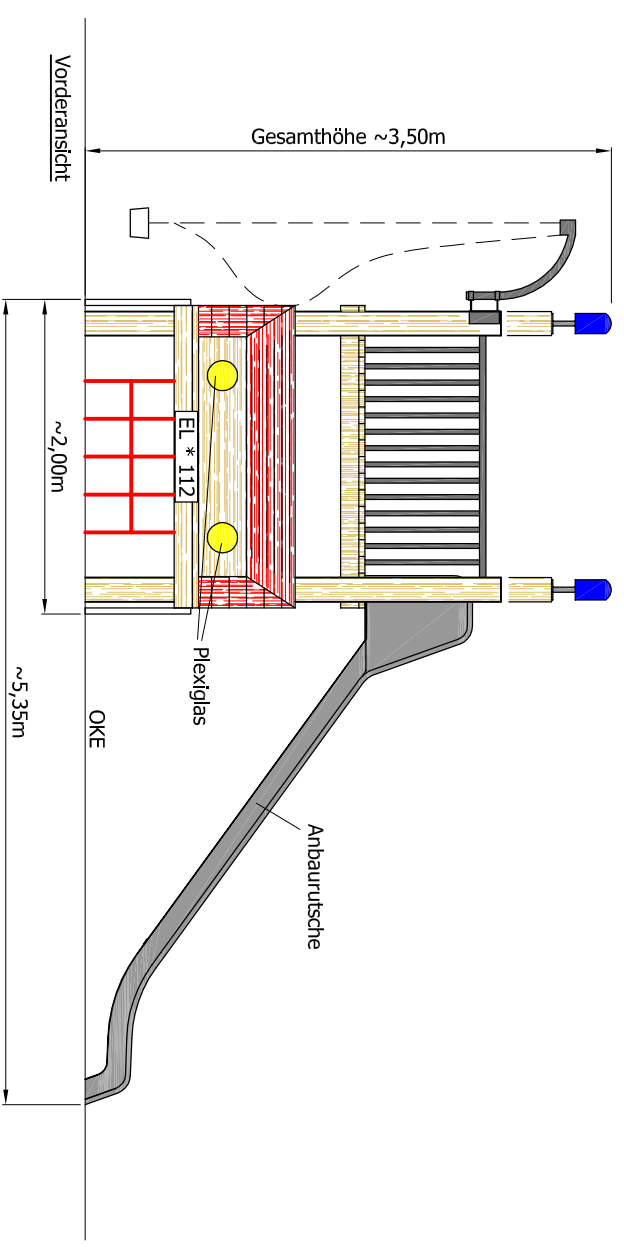 Gesamthöhe ~3,50m
Vorderansicht
EL * 112
~2,00m
Plexiglas
~5,35m
OKE
Anbaurutsche